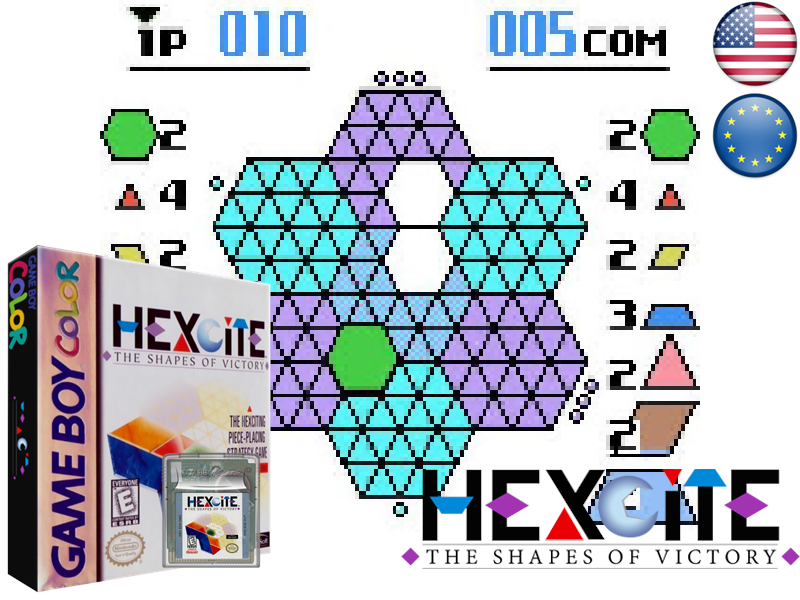 1P 010
005 COM
2
4
2
2
4
2
3
2
2
GAME BOY COLOR
GAME BOY COLOR
HEXCITE
THE SHAPES OF VICTORY
THE HEXCITING
PIECE-PLACING
STRATEGY GAME
EVERYONE
E
ESRB
Nintendo
HEXCITE
THE SHAPES OF VICTORY
E
HEXCITE
THE SHAPES OF VICTORY